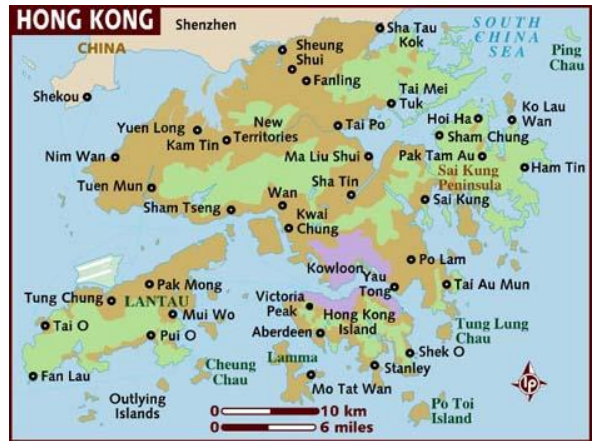 HONG KONG
Shenzhen
CHINA
SOUTH
CHINA
SEA
Sha Tau
Kok
Ping
Chau
Sheung
Shui
Fanling
Shekou
Tai Mei
Tuk
Ko Lau
Wan
Hoi Ha
Yuen Long
New
Territories
Kam Tin
Tai Po
Sham Chung
Nim Wan
Ma Liu Shui
Pak Tam Au
Ham Tin
Sai Kung
Peninsula
Tuen Mun
Sha Tin
Wan
Sai Kung
Sham Tseng
Kwai
Chung
Po Lam
Kowloon
Yau
Tong
Tai Au Mun
Pak Mong
Tung Chung
LANTAU
Victoria
Peak
Mui Wo
Hong Kong
Island
Tai O
Pui O
Aberdeen
Tung Lung
Chau
Shek O
Cheung
Chau
Lamma
Stanley
Fan Lau
Mo Tat Wan
Outlying
Islands
Po Toi
Island
0 10 km
0 6 miles
LP